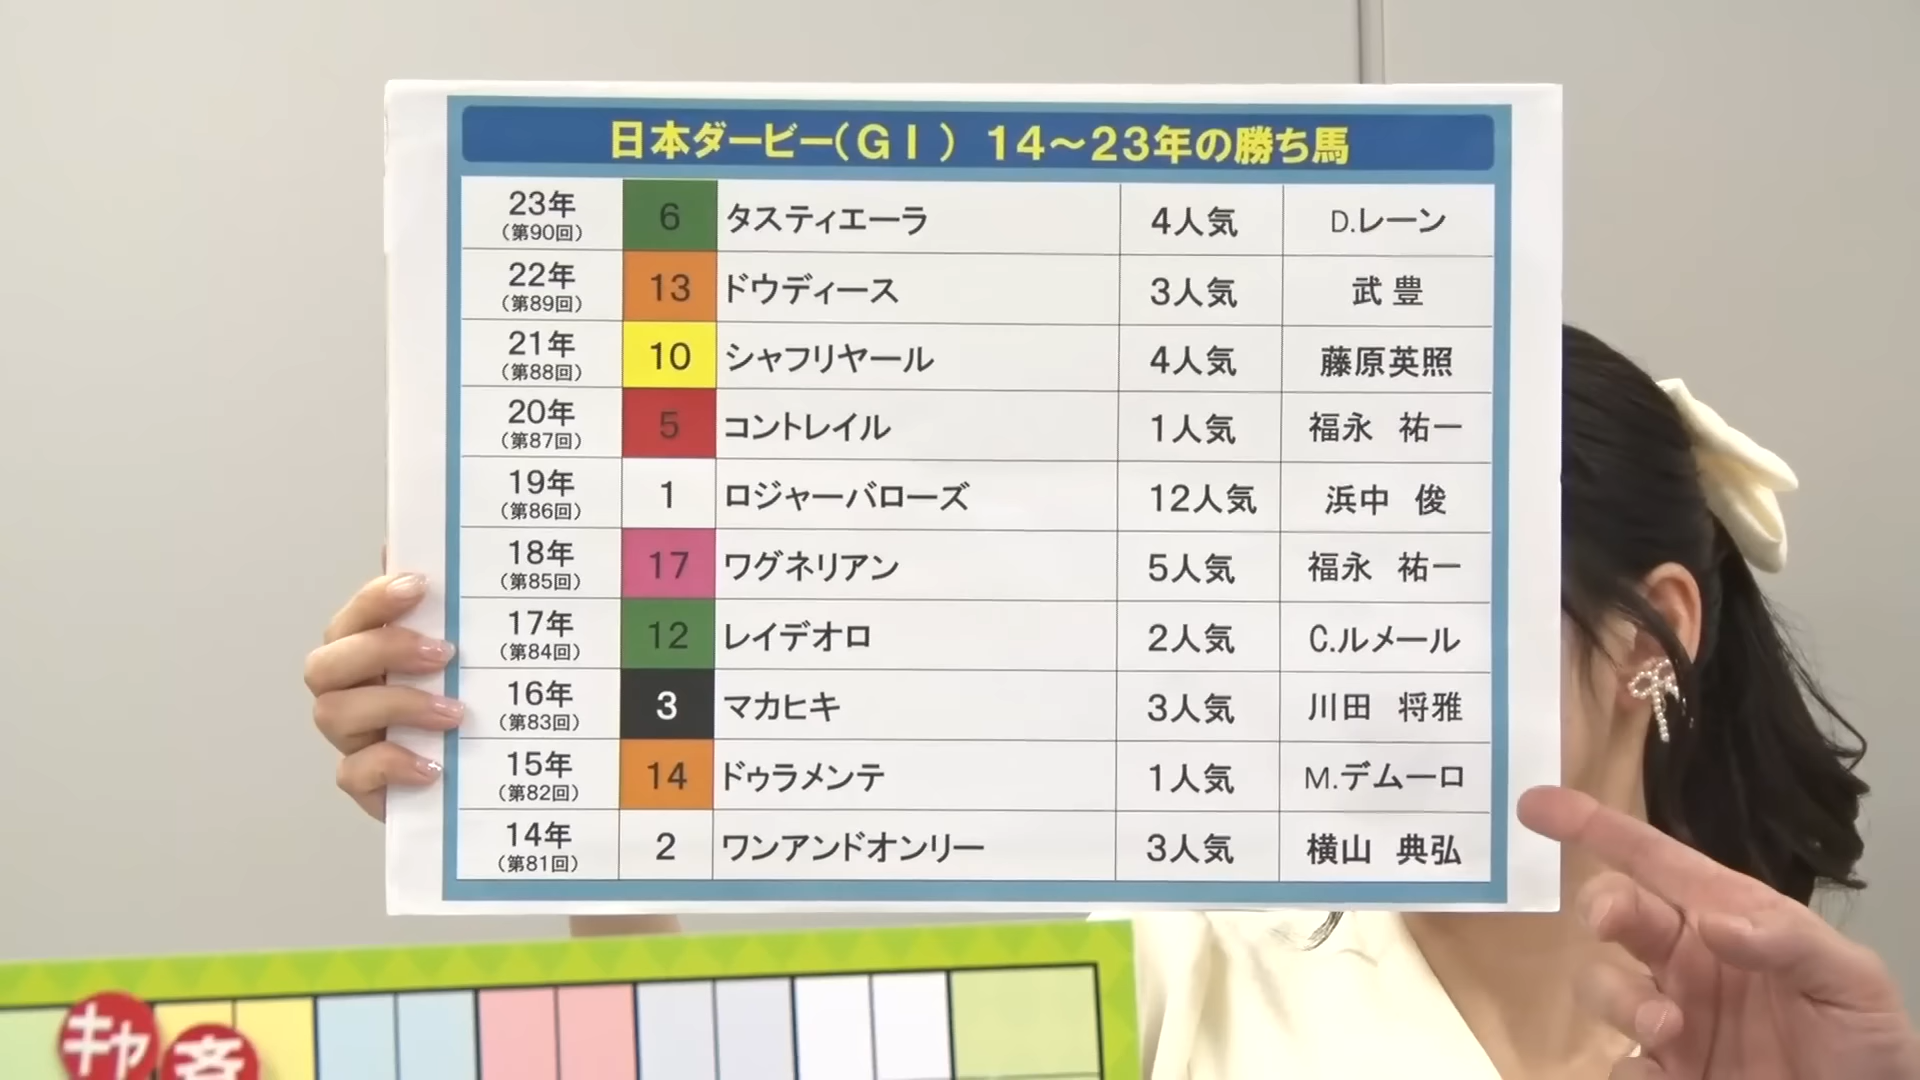 日本ダービー(GⅠ) 14～23年の勝ち馬
23年 6 タスティエーラ 4人気 D.レーン
(第90回)
22年 13 ドウディース 3人気 武 豊
(第89回)
21年 10 シャフリヤール 4人気 藤原英照
(第88回)
20年 5 コントレイル 1人気 福永 祐一
(第87回)
19年 1 ロジャーバローズ 12人気 浜中 俊
(第86回)
18年 17 ワグネリアン 5人気 福永 祐一
(第85回)
17年 12 レイデオロ 2人気 C.ルメール
(第84回)
16年 3 マカヒキ 3人気 川田 将雅
(第83回)
15年 14 ドゥラメンテ 1人気 M.デムーロ
(第82回)
14年 2 ワンアンドオンリー 3人気 横山 典弘
(第81回)
キャ
斉